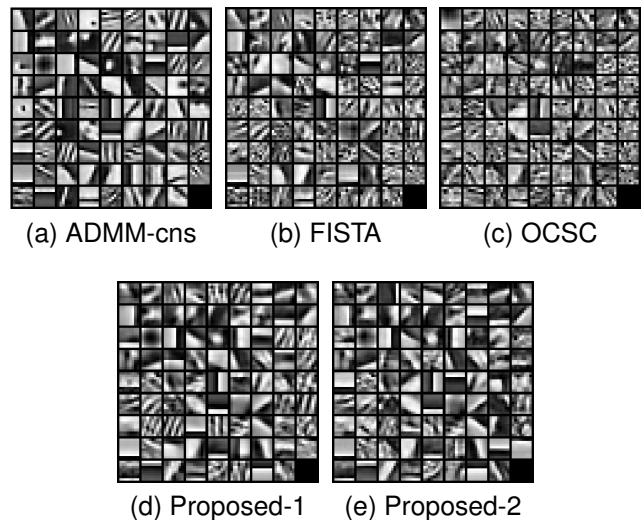 (a) ADMM-cns
(b) FISTA
(c) OCSC
(d) Proposed-1
(e) Proposed-2